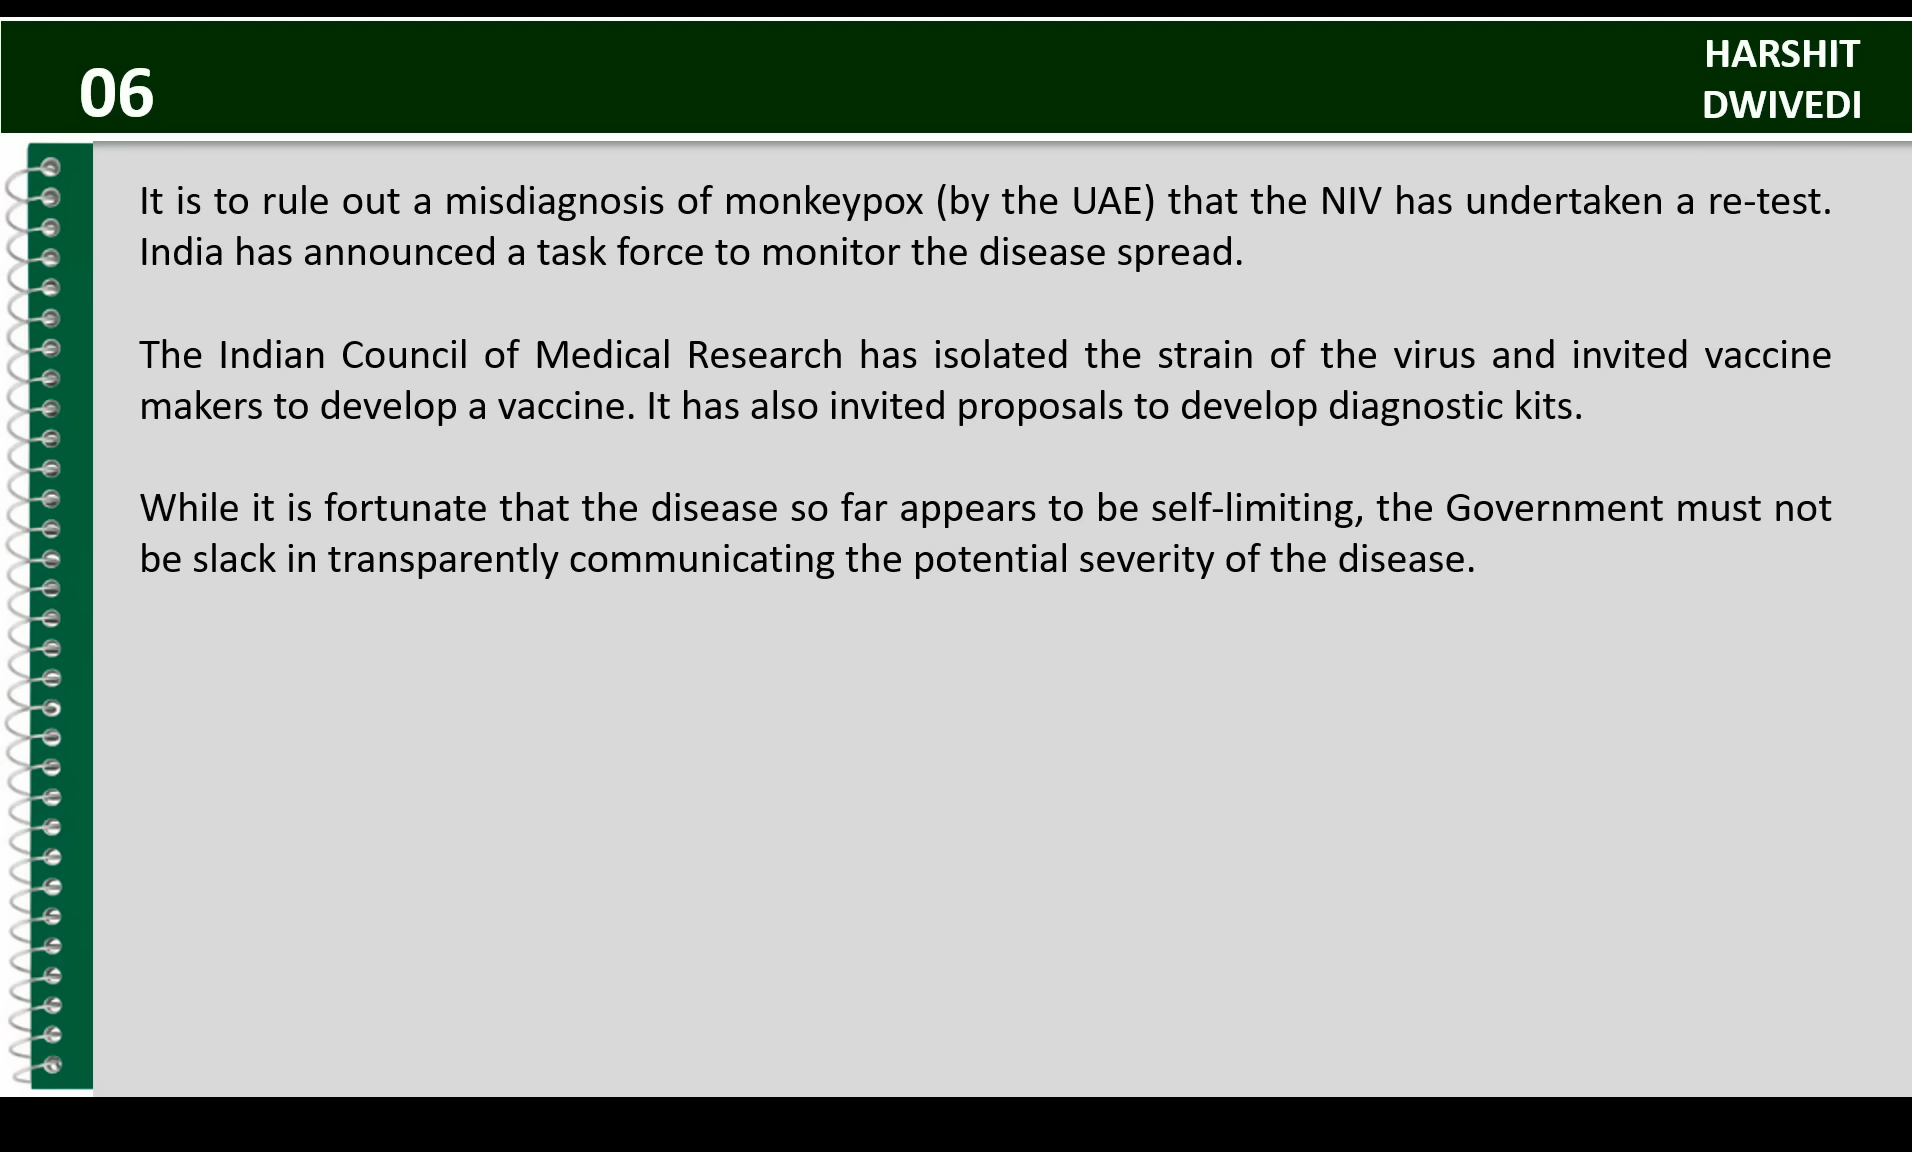 06
HARSHIT
DWIVEDI
It is to rule out a misdiagnosis of monkeypox (by the UAE) that the NIV has undertaken a re-test.
India has announced a task force to monitor the disease spread.
The Indian Council of Medical Research has isolated the strain of the virus and invited vaccine
makers to develop a vaccine. It has also invited proposals to develop diagnostic kits.
While it is fortunate that the disease so far appears to be self-limiting, the Government must not
be slack in transparently communicating the potential severity of the disease.